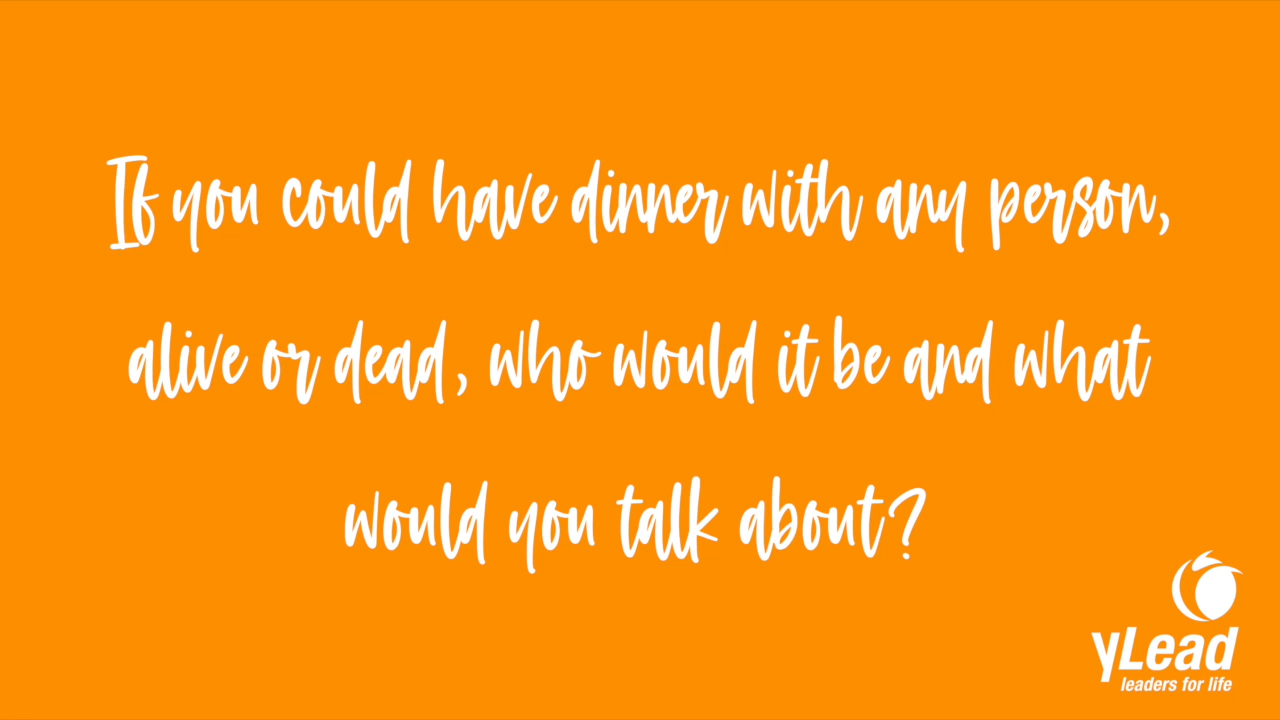 If you could have dinner with any person,
alive or dead, who would it be and what
would you talk about?
yLead
leaders for life